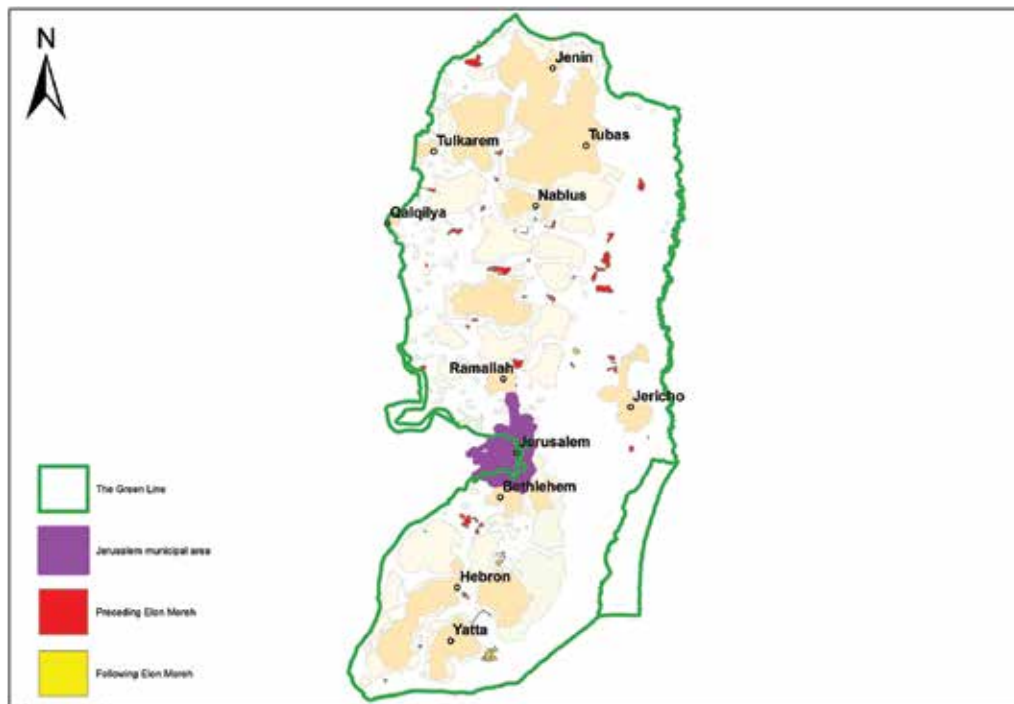 N
Jenin
Tulkarem
Tubas
Nablus
Qalqilya
Ramallah
Jericho
Jerusalem
Bethlehem
Hebron
Yatta
The Green Line
Jerusalem municipal area
Preceding Elon Moreh
Following Elon Moreh